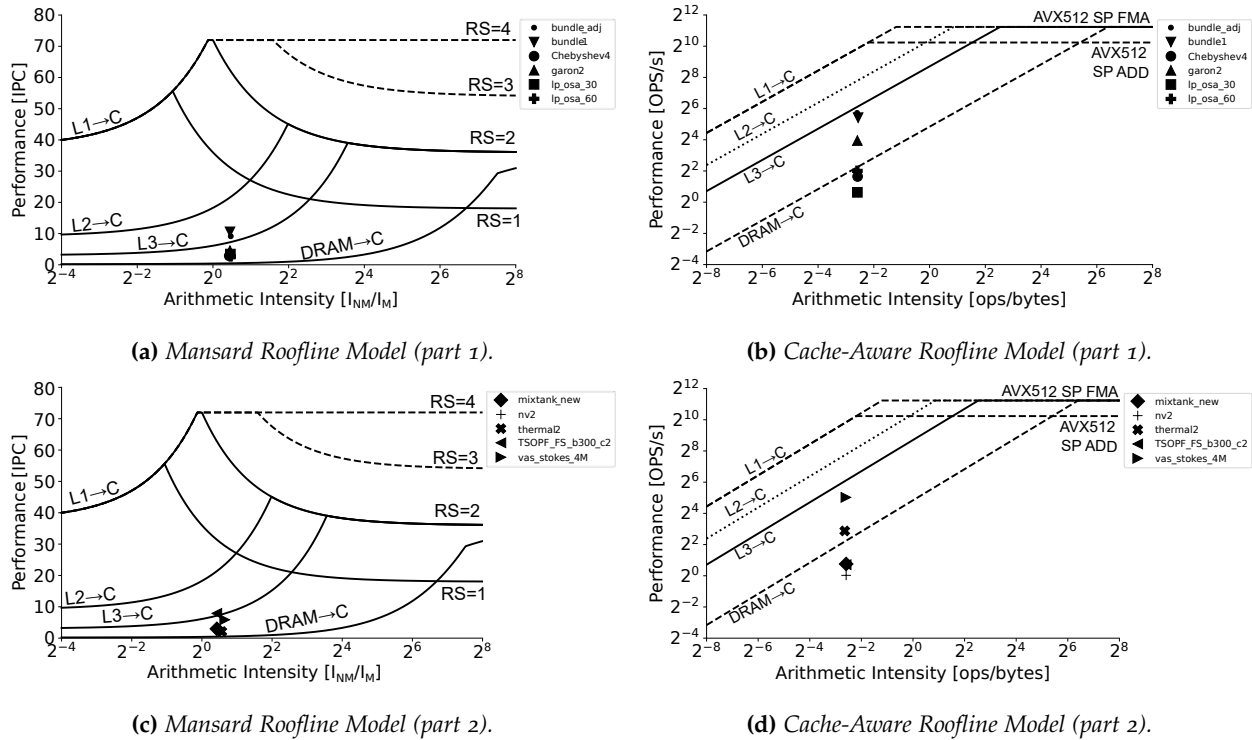 80
70
60
50
40
30
20
10
0
Performance [IPC]
RS=4
RS=3
RS=2
RS=1
L1→C
L2→C
L3→C
DRAM→C
bundle_adj
bundle1
Chebyshev4
garon2
lp_osa_30
lp_osa_60
2^-4
2^-2
2^0
2^2
2^4
2^6
2^8
Arithmetic Intensity [I_NM/I_M]
(a) Mansard Roofline Model (part 1).
2^12
2^10
2^8
2^6
2^4
2^2
2^0
2^-2
2^-4
Performance [OPS/s]
AVX512 SP FMA
AVX512
SP ADD
L1→C
L2→C
L3→C
DRAM→C
bundle_adj
bundle1
Chebyshev4
garon2
lp_osa_30
lp_osa_60
2^-8
2^-6
2^-4
2^-2
2^0
2^2
2^4
2^6
2^8
Arithmetic Intensity [ops/bytes]
(b) Cache-Aware Roofline Model (part 1).
80
70
60
50
40
30
20
10
0
Performance [IPC]
RS=4
RS=3
RS=2
RS=1
L1→C
L2→C
L3→C
DRAM→C
mixtank_new
nv2
thermal2
TSOPF_FS_b300_c2
vas_stokes_4M
2^-4
2^-2
2^0
2^2
2^4
2^6
2^8
Arithmetic Intensity [I_NM/I_M]
(c) Mansard Roofline Model (part 2).
2^12
2^10
2^8
2^6
2^4
2^2
2^0
2^-2
2^-4
Performance [OPS/s]
AVX512 SP FMA
AVX512
SP ADD
L1→C
L2→C
L3→C
DRAM→C
mixtank_new
nv2
thermal2
TSOPF_FS_b300_c2
vas_stokes_4M
2^-8
2^-6
2^-4
2^-2
2^0
2^2
2^4
2^6
2^8
Arithmetic Intensity [ops/bytes]
(d) Cache-Aware Roofline Model (part 2).